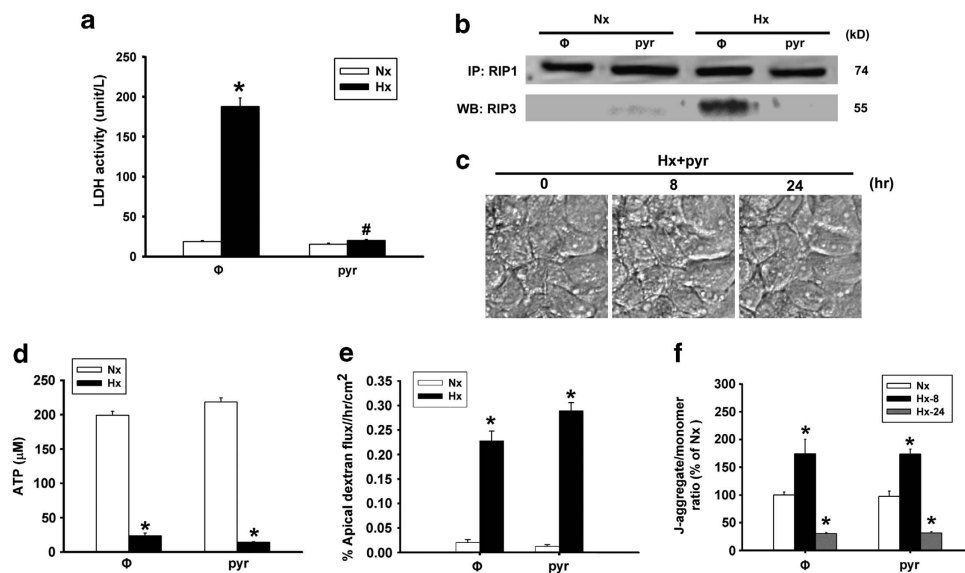 a
LDH activity (unit/L)
250
200
150
100
50
0
Nx
Hx
*
#
Φ
pyr
b
Nx
Hx
Φ
pyr
Φ
pyr
(kD)
IP: RIP1
74
WB: RIP3
55
c
Hx+pyr
0
8
24
(hr)
d
ATP (μM)
250
200
150
100
50
0
Nx
Hx
*
*
Φ
pyr
e
% Apical dextran flux//hr/cm²
0.35
0.30
0.25
0.20
0.15
0.10
0.05
0.00
Nx
Hx
*
*
Φ
pyr
f
J-aggregate/monomer
ratio (% of Nx )
300
250
200
150
100
50
0
Nx
Hx-8
Hx-24
*
*
*
*
Φ
pyr